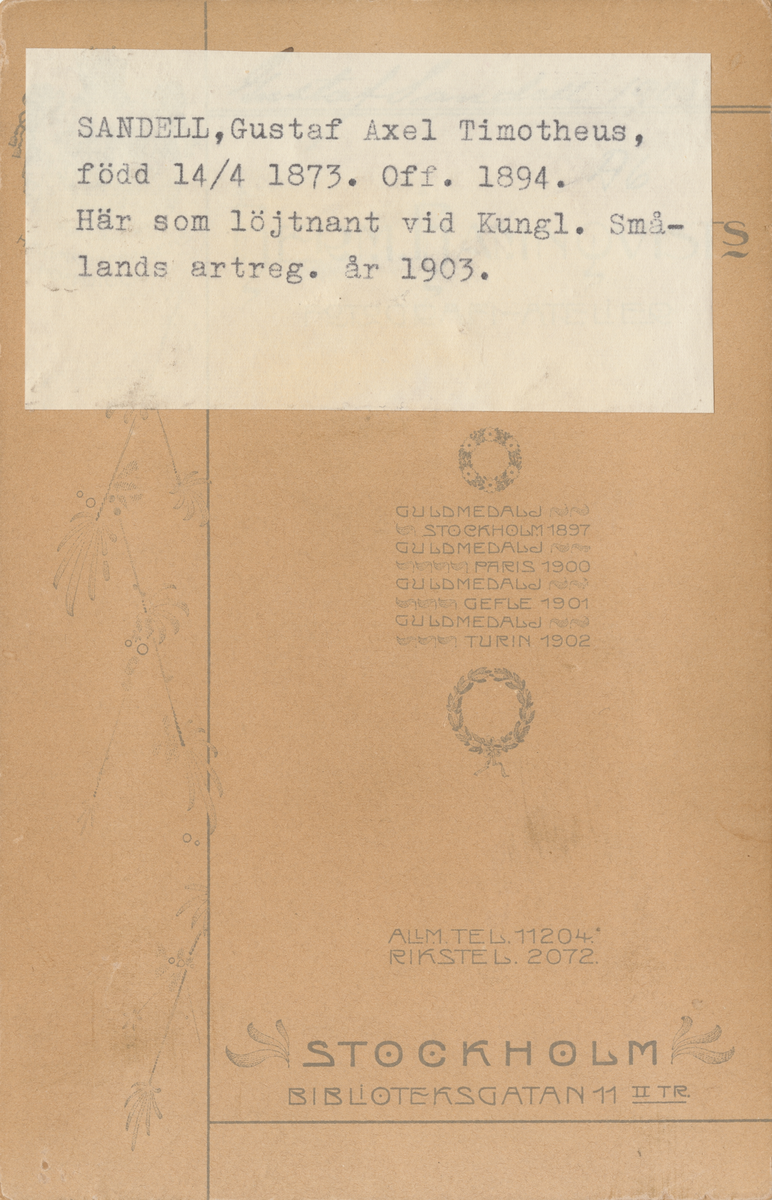 SANDELL,Gustaf Axel Timotheus,
född 14/4 1873. Off. 1894.
Här som löjtnant vid Kungl. Små-
lands artreg. år 1903.
S
GULDMEDALJ
STOCKHOLM 1897
GULDMEDALJ
PARIS 1900
GULDMEDALJ
GEFLE 1901
GULDMEDALJ
TURIN 1902
ALLM. TEL. 11204.
RIKSTEL. 2072.
STOCKHOLM
BIBLIOTEKSGATAN 11 II TR.